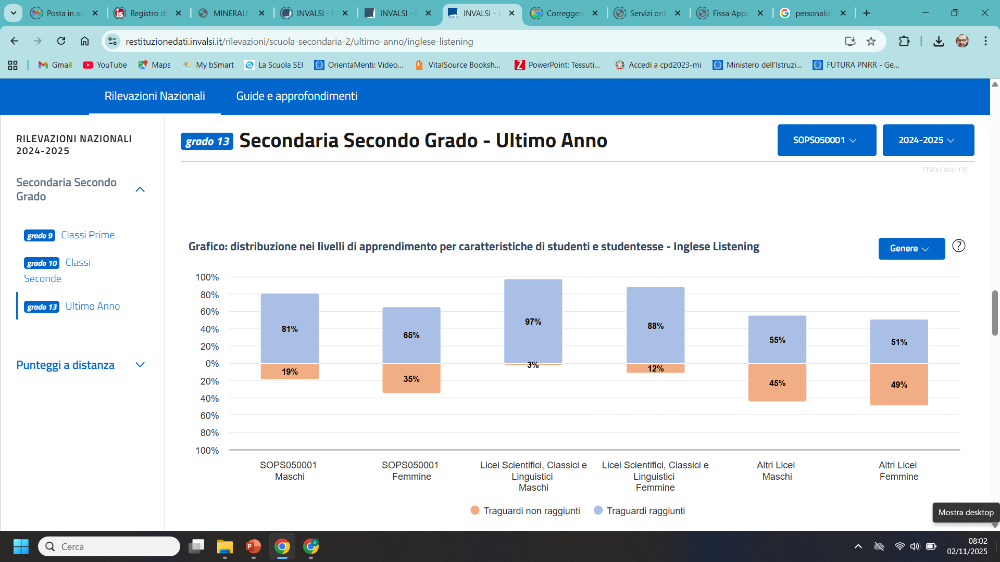 Posta in ar
Registro di
MINERALI
INVALSI - P
INVALSI - P
INVALSI - P
Correggere
Servizi onli
Fissa Appu
personaliz
restituzionedati.invalsi.it/rilevazioni/scuola-secondaria-2/ultimo-anno/inglese-listening
Gmail
YouTube
Maps
My bSmart
La Scuola SEI
OrientaMenti: Video...
VitalSource Booksh...
PowerPoint: Tessuti...
Accedi a cpd2023-mi
Ministero dell'Istruzi...
FUTURA PNRR - Ge...
Rilevazioni Nazionali
Guide e approfondimenti
RILEVAZIONI NAZIONALI
2024-2025
Secondaria Secondo
Grado
grado 9 Classi Prime
grado 10 Classi
Seconde
grado 13 Ultimo Anno
Punteggi a distanza
grado 13 Secondaria Secondo Grado - Ultimo Anno
SOPS050001
2024-2025
[TVDLCXXXL13]
Grafico: distribuzione nei livelli di apprendimento per caratteristiche di studenti e studentesse - Inglese Listening
Genere
?
100%
80%
60%
40%
20%
0%
20%
40%
60%
80%
100%
81%
19%
65%
35%
97%
3%
88%
12%
55%
45%
51%
49%
SOPS050001
Maschi
SOPS050001
Femmine
Licei Scientifici, Classici e
Linguistici
Maschi
Licei Scientifici, Classici e
Linguistici
Femmine
Altri Licei
Maschi
Altri Licei
Femmine
Traguardi non raggiunti
Traguardi raggiunti
Mostra desktop
Cerca
08:02
02/11/2025